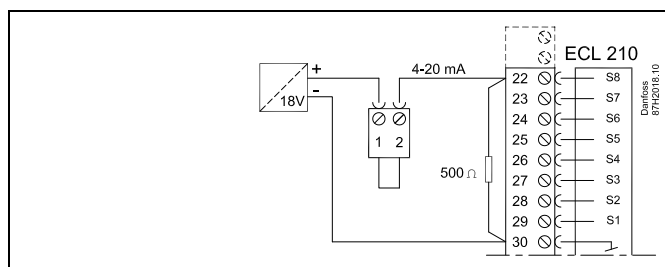 ECL 210
4-20 mA
+
-
18V
1 2
500 Ω
22 S8
23 S7
24 S6
25 S5
26 S4
27 S3
28 S2
29 S1
30
Danfoss
87H2018.10